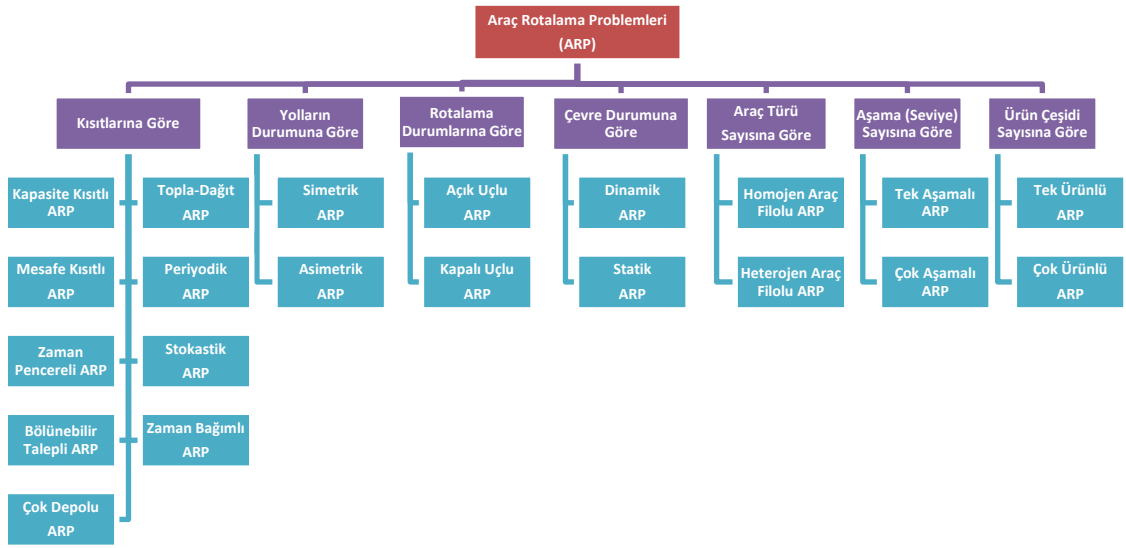 Araç Rotalama Problemleri
(ARP)
Kısıtlarına Göre
Yolların
Durumuna Göre
Rotalama
Durumlarına Göre
Çevre Durumuna
Göre
Araç Türü
Sayısına Göre
Aşama (Seviye)
Sayısına Göre
Ürün Çeşidi
Sayısına Göre
Kapasite Kısıtlı
ARP
Topla-Dağıt
ARP
Simetrik
ARP
Açık Uçlu
ARP
Dinamik
ARP
Homojen Araç
Filolu ARP
Tek Aşamalı
ARP
Tek Ürünlü
ARP
Mesafe Kısıtlı
ARP
Periyodik
ARP
Asimetrik
ARP
Kapalı Uçlu
ARP
Statik
ARP
Heterojen Araç
Filolu ARP
Çok Aşamalı
ARP
Çok Ürünlü
ARP
Zaman
Pencereli ARP
Stokastik
ARP
Bölünebilir
Talepli ARP
Zaman Bağımlı
ARP
Çok Depolu
ARP